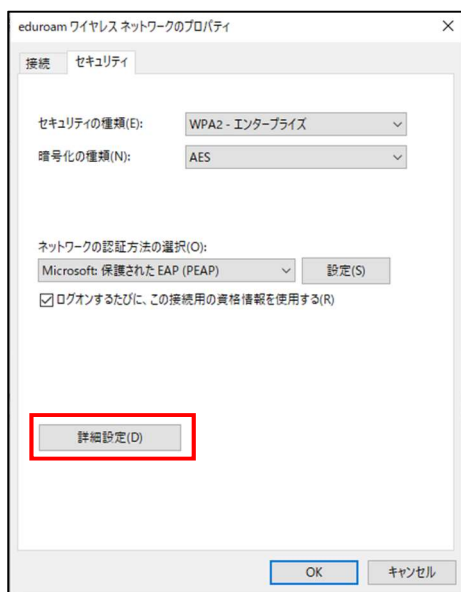 eduroam ワイヤレス ネットワークのプロパティ
接続 セキュリティ
セキュリティの種類(E): WPA2 - エンタープライズ
暗号化の種類(N): AES
ネットワークの認証方法の選択(O):
Microsoft: 保護された EAP (PEAP) 設定(S)
ログオンするたびに、この接続用の資格情報を使用する(R)
詳細設定(D)
OK キャンセル